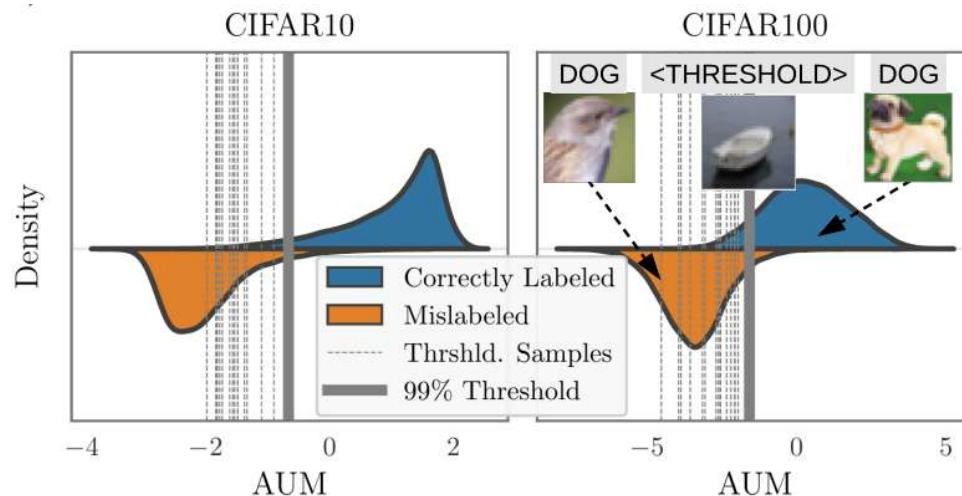 CIFAR10
CIFAR100
DOG
<THRESHOLD>
DOG
Density
Correctly Labeled
Mislabeled
Thrshld. Samples
99% Threshold
−4
−2
0
2
−5
0
5
AUM
AUM